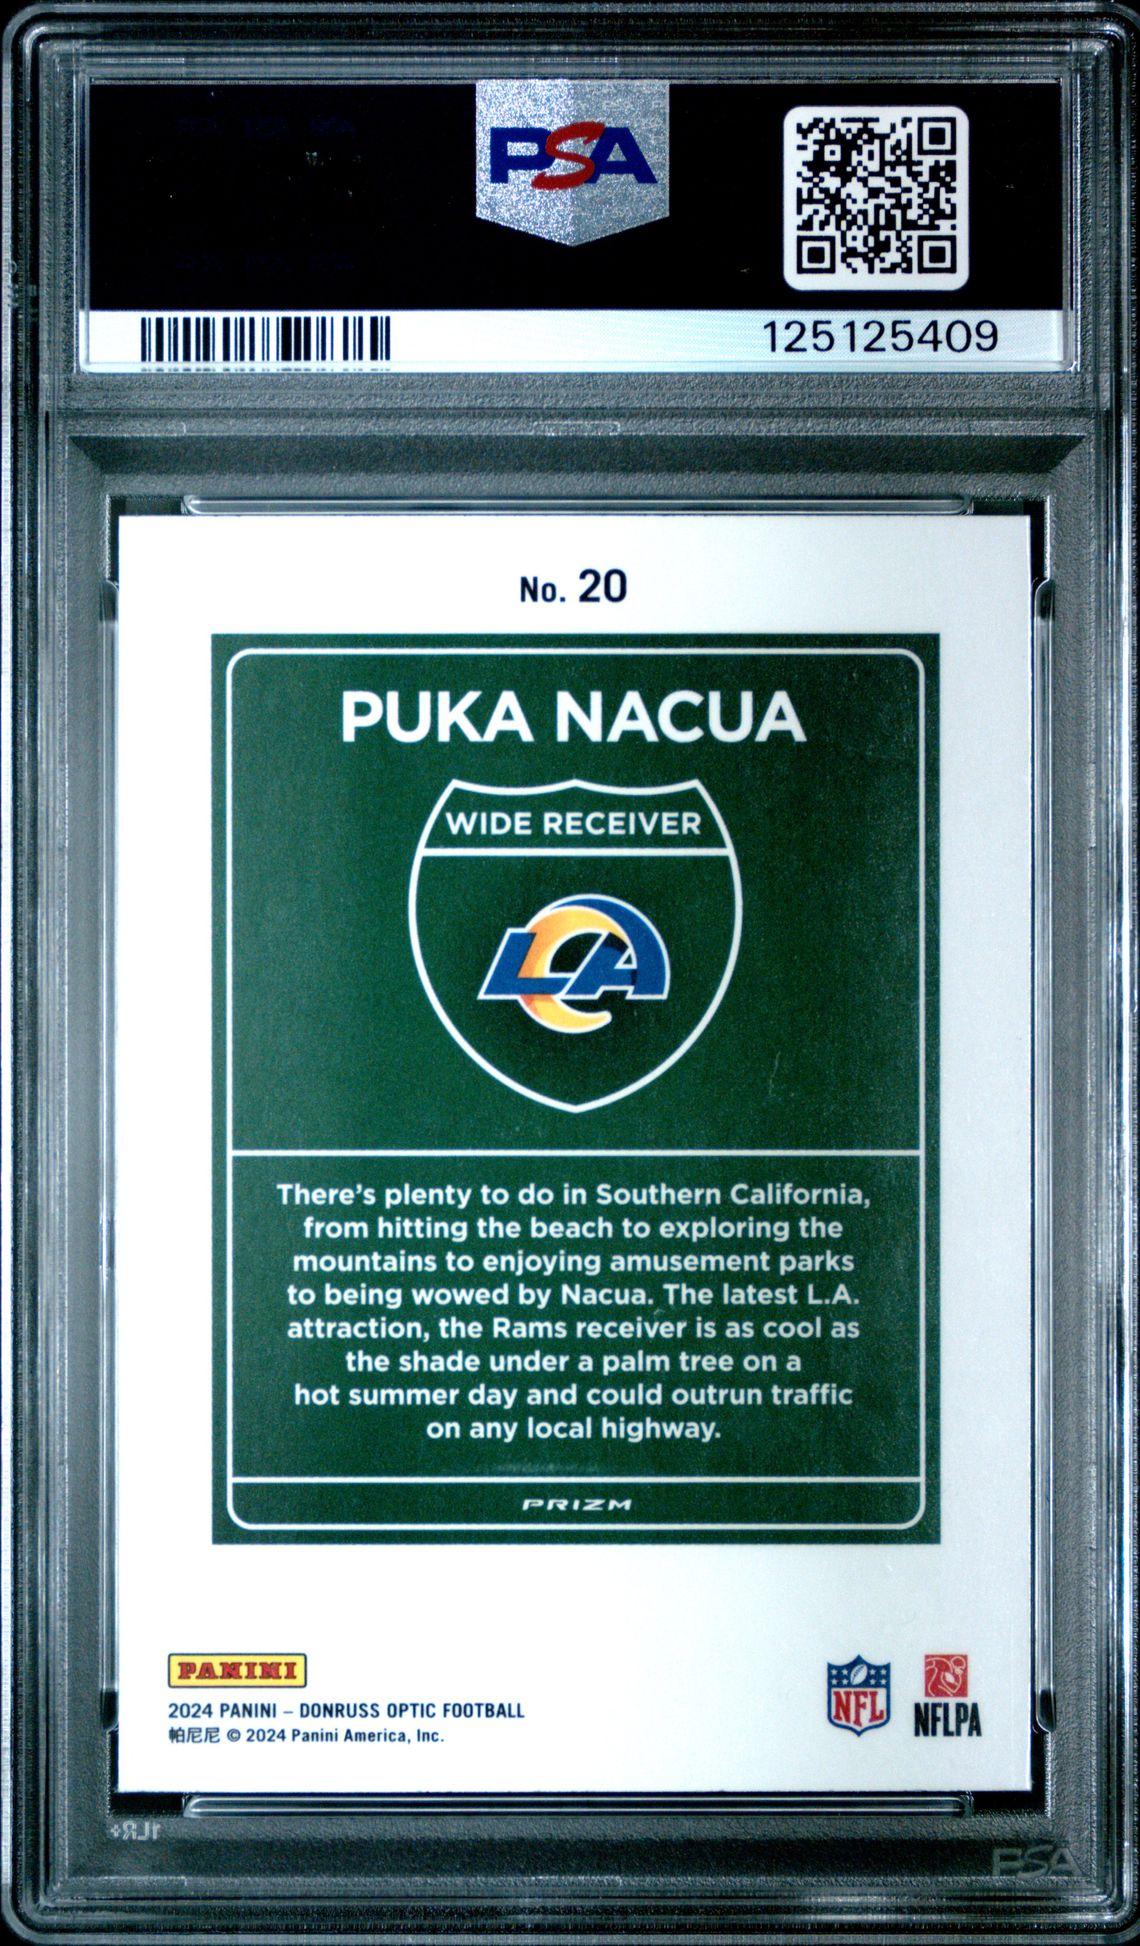 PSA
125125409
No. 20
PUKA NACUA
WIDE RECEIVER
LA
There's plenty to do in Southern California,
from hitting the beach to exploring the
mountains to enjoying amusement parks
to being wowed by Nacua. The latest L.A.
attraction, the Rams receiver is as cool as
the shade under a palm tree on a
hot summer day and could outrun traffic
on any local highway.
PRIZM
PANINI
2024 PANINI – DONRUSS OPTIC FOOTBALL
帕尼尼 © 2024 Panini America, Inc.
NFL
NFLPA
PSA